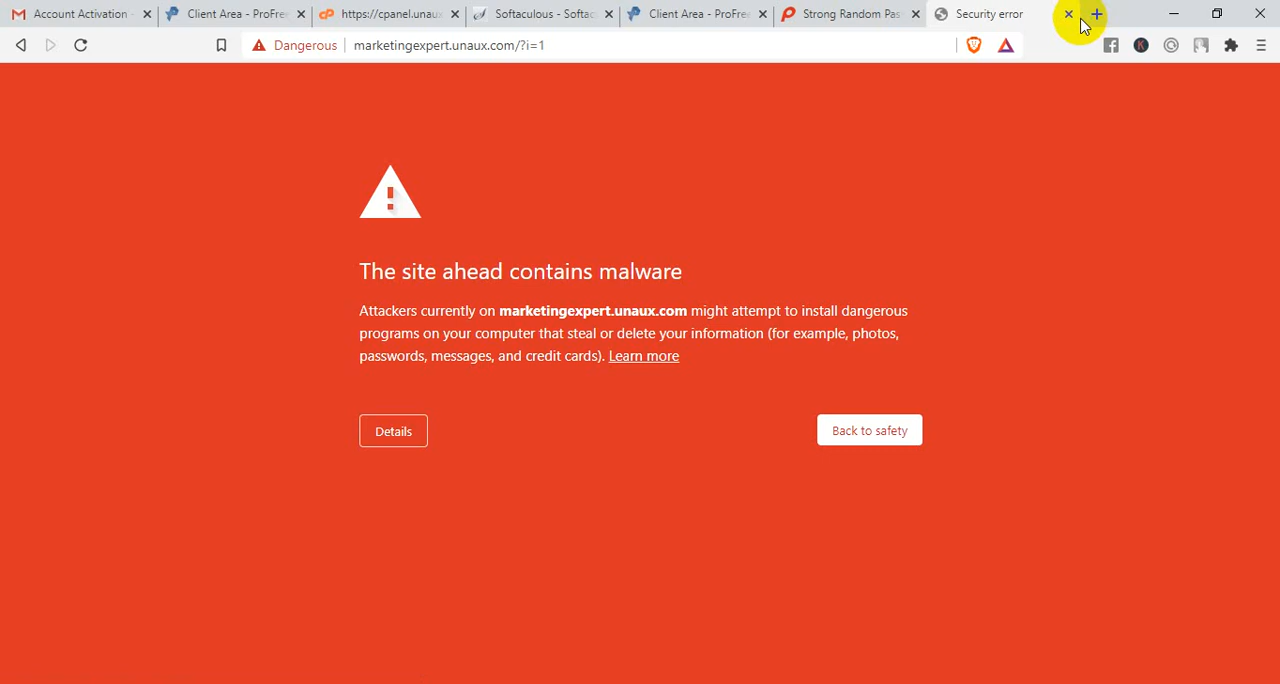 Account Activation - Client Area - ProFree https://cpanel.unaux Softaculous - Softac Client Area - ProFree Strong Random Pas Security error
Dangerous marketingexpert.unaux.com/?i=1
!
The site ahead contains malware
Attackers currently on marketingexpert.unaux.com might attempt to install dangerous
programs on your computer that steal or delete your information (for example, photos,
passwords, messages, and credit cards). Learn more
Details Back to safety